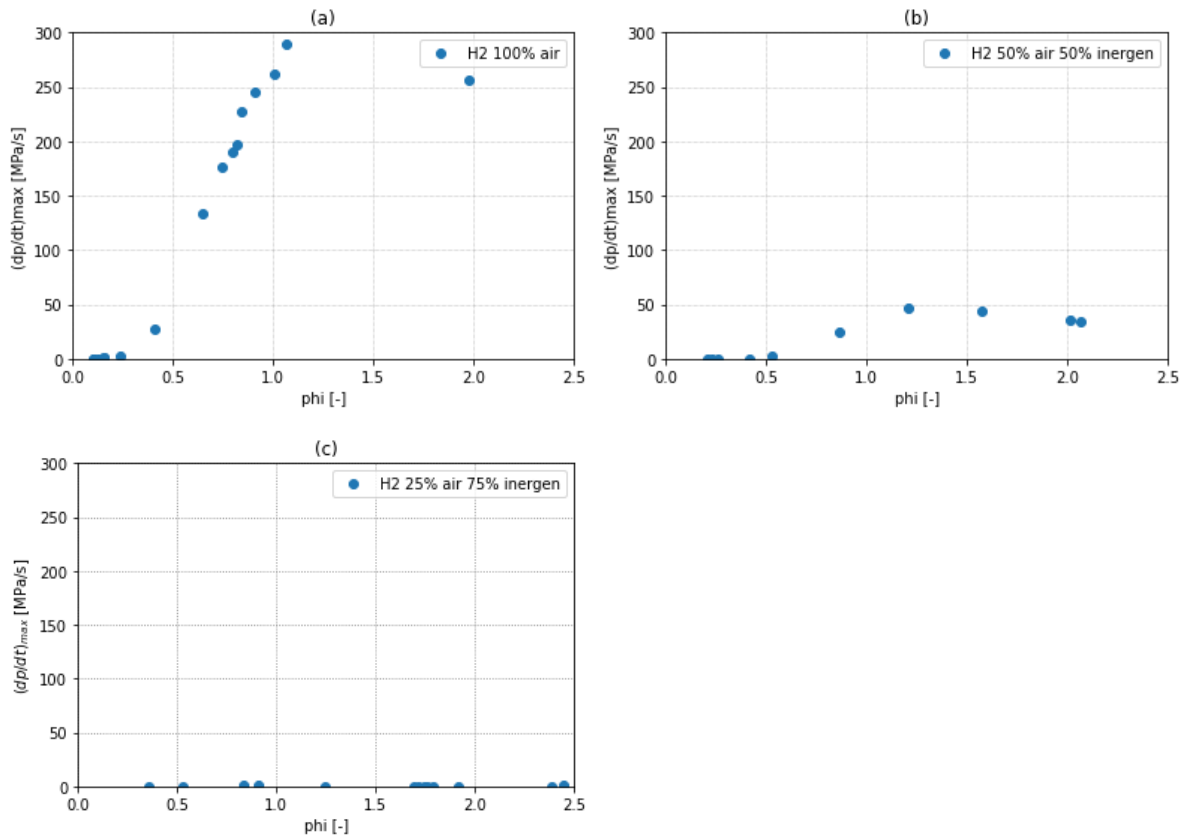 (a)
300
250
200
150
100
50
0
(dp/dt)max [MPa/s]
H2 100% air
0.0 0.5 1.0 1.5 2.0 2.5
phi [-]
(b)
300
250
200
150
100
50
0
(dp/dt)max [MPa/s]
H2 50% air 50% inergen
0.0 0.5 1.0 1.5 2.0 2.5
phi [-]
(c)
300
250
200
150
100
50
0
(dp/dt)max [MPa/s]
H2 25% air 75% inergen
0.0 0.5 1.0 1.5 2.0 2.5
phi [-]